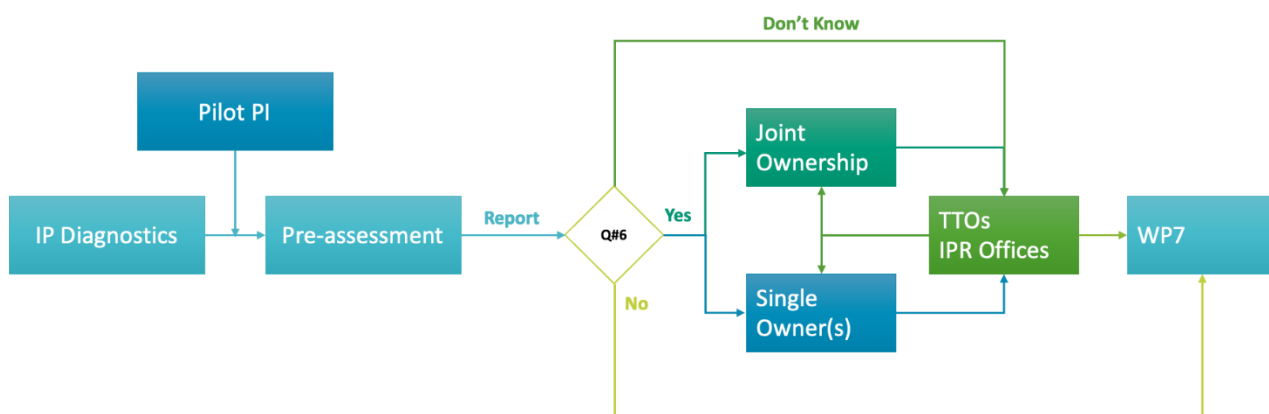 Don’t Know
Pilot PI
Joint
Ownership
IP Diagnostics
Pre-assessment
Report
Q#6
Yes
TTOs
IPR Offices
WP7
No
Single
Owner(s)